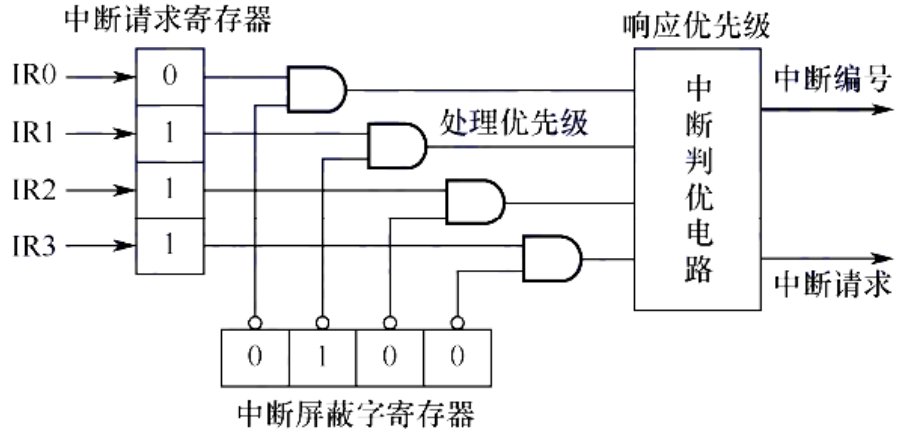 中断请求寄存器
响应优先级
IR0
0
中断编号
IR1
1
处理优先级
IR2
1
IR3
1
中断判优电路
中断请求
0 1 0 0
中断屏蔽字寄存器